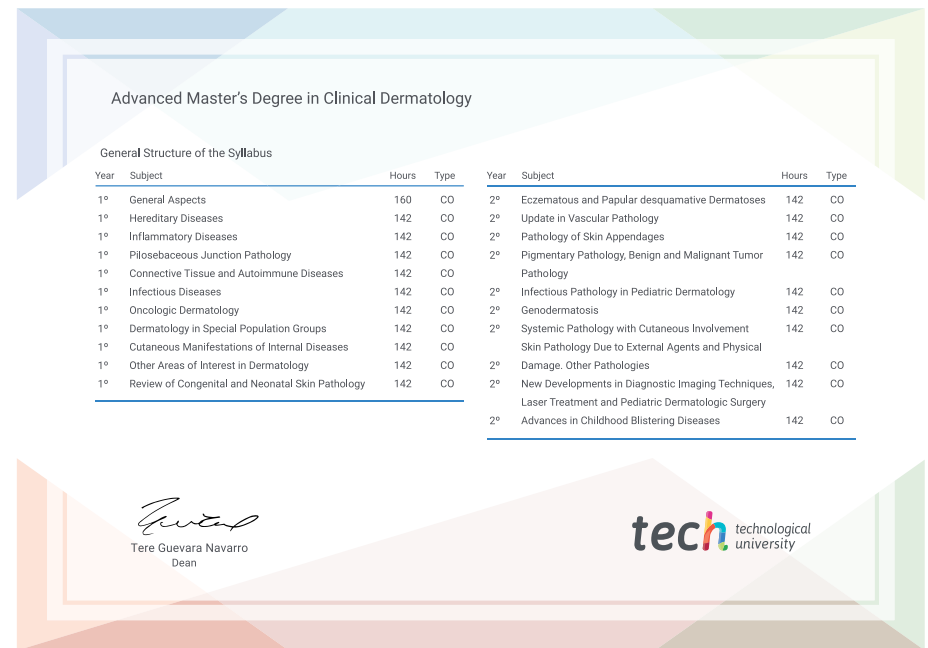 Advanced Master's Degree in Clinical Dermatology
General Structure of the Syllabus
Year Subject Hours Type
1º General Aspects 160 CO
1º Hereditary Diseases 142 CO
1º Inflammatory Diseases 142 CO
1º Pilosebaceous Junction Pathology 142 CO
1º Connective Tissue and Autoimmune Diseases 142 CO
1º Infectious Diseases 142 CO
1º Oncologic Dermatology 142 CO
1º Dermatology in Special Population Groups 142 CO
1º Cutaneous Manifestations of Internal Diseases 142 CO
1º Other Areas of Interest in Dermatology 142 CO
1º Review of Congenital and Neonatal Skin Pathology 142 CO
Year Subject Hours Type
2º Eczematous and Papular desquamative Dermatoses 142 CO
2º Update in Vascular Pathology 142 CO
2º Pathology of Skin Appendages 142 CO
2º Pigmentary Pathology, Benign and Malignant Tumor 142 CO
Pathology
2º Infectious Pathology in Pediatric Dermatology 142 CO
2º Genodermatosis 142 CO
2º Systemic Pathology with Cutaneous Involvement 142 CO
Skin Pathology Due to External Agents and Physical
2º Damage. Other Pathologies 142 CO
2º New Developments in Diagnostic Imaging Techniques, 142 CO
Laser Treatment and Pediatric Dermatologic Surgery
2º Advances in Childhood Blistering Diseases 142 CO
Tere Guevara Navarro
Dean
tech technological
university